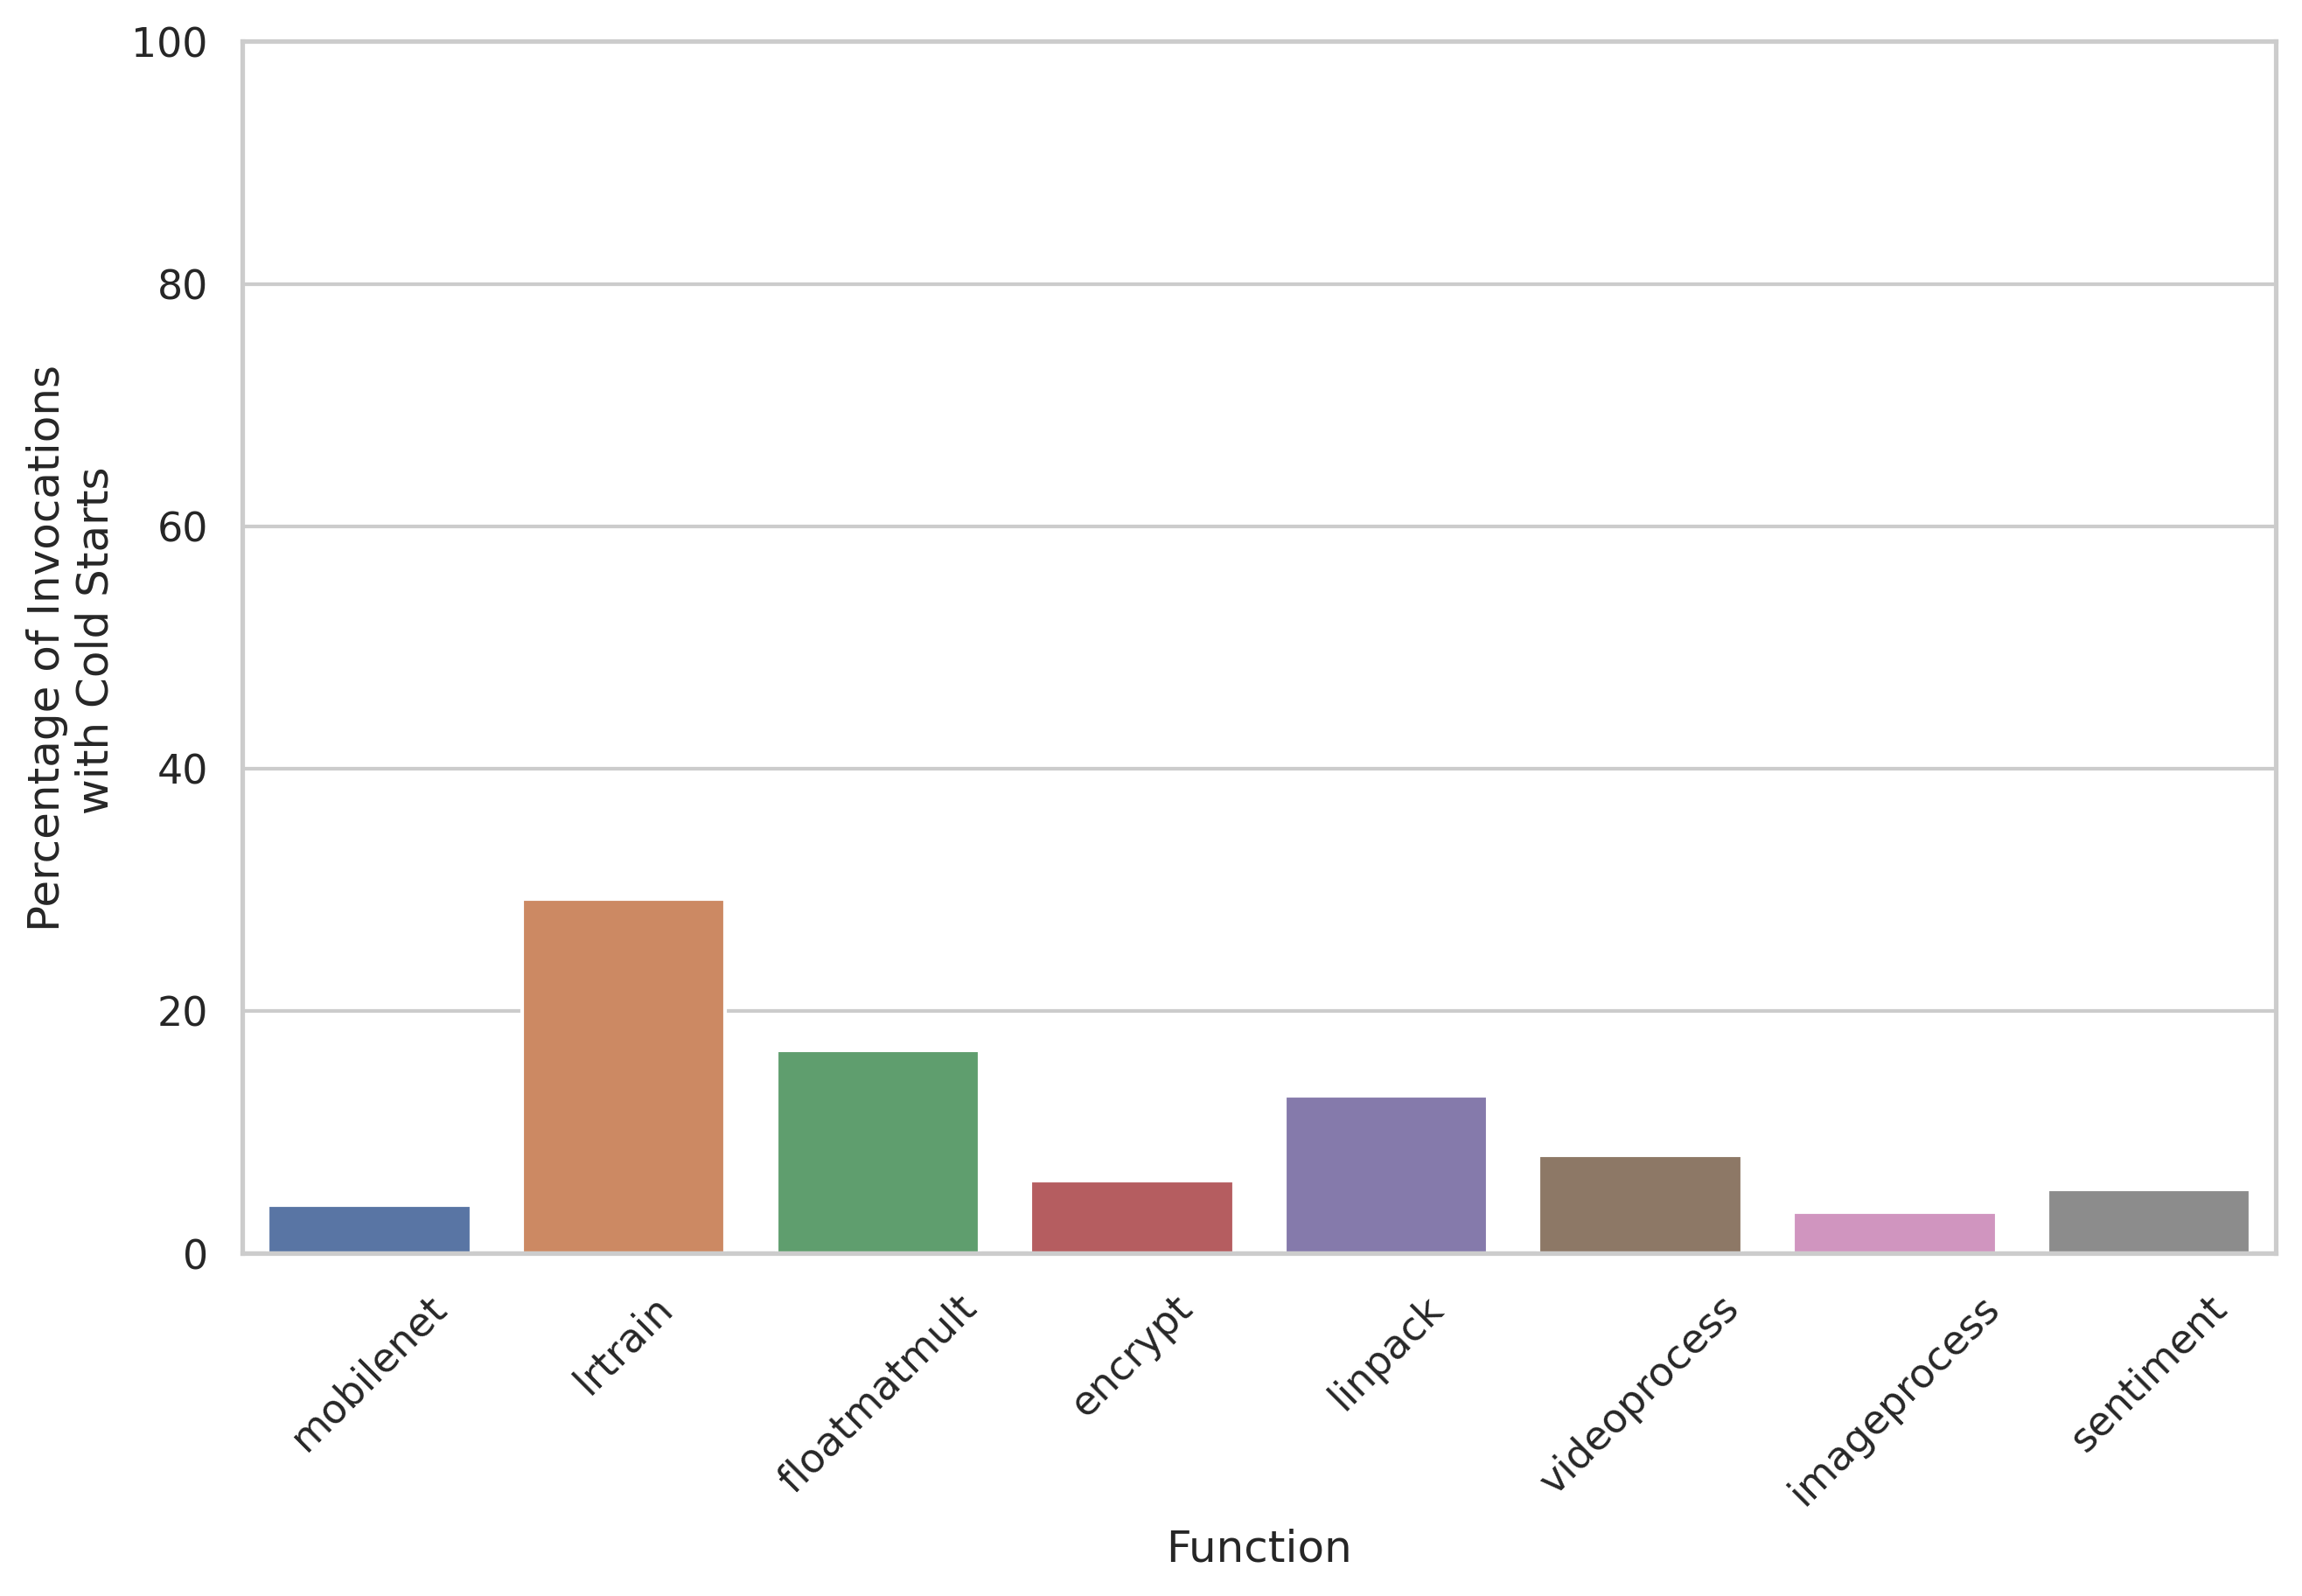 100
80
60
40
20
0
Percentage of Invocations
with Cold Starts
mobilenet
lrtrain
floatmatmult
encrypt
linpack
videoprocess
imageprocess
sentiment
Function